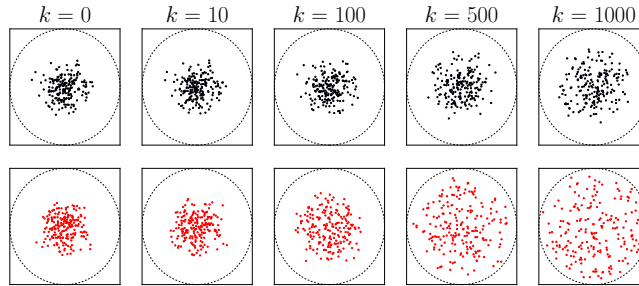 k = 0 k = 10 k = 100 k = 500 k = 1000